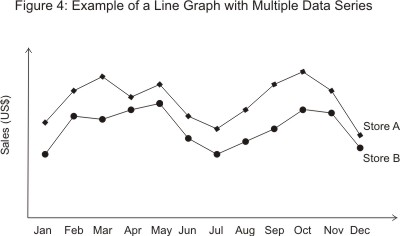 Figure 4: Example of a Line Graph with Multiple Data Series
Sales (US$)
Store A
Store B
Jan Feb Mar Apr May Jun Jul Aug Sep Oct Nov Dec